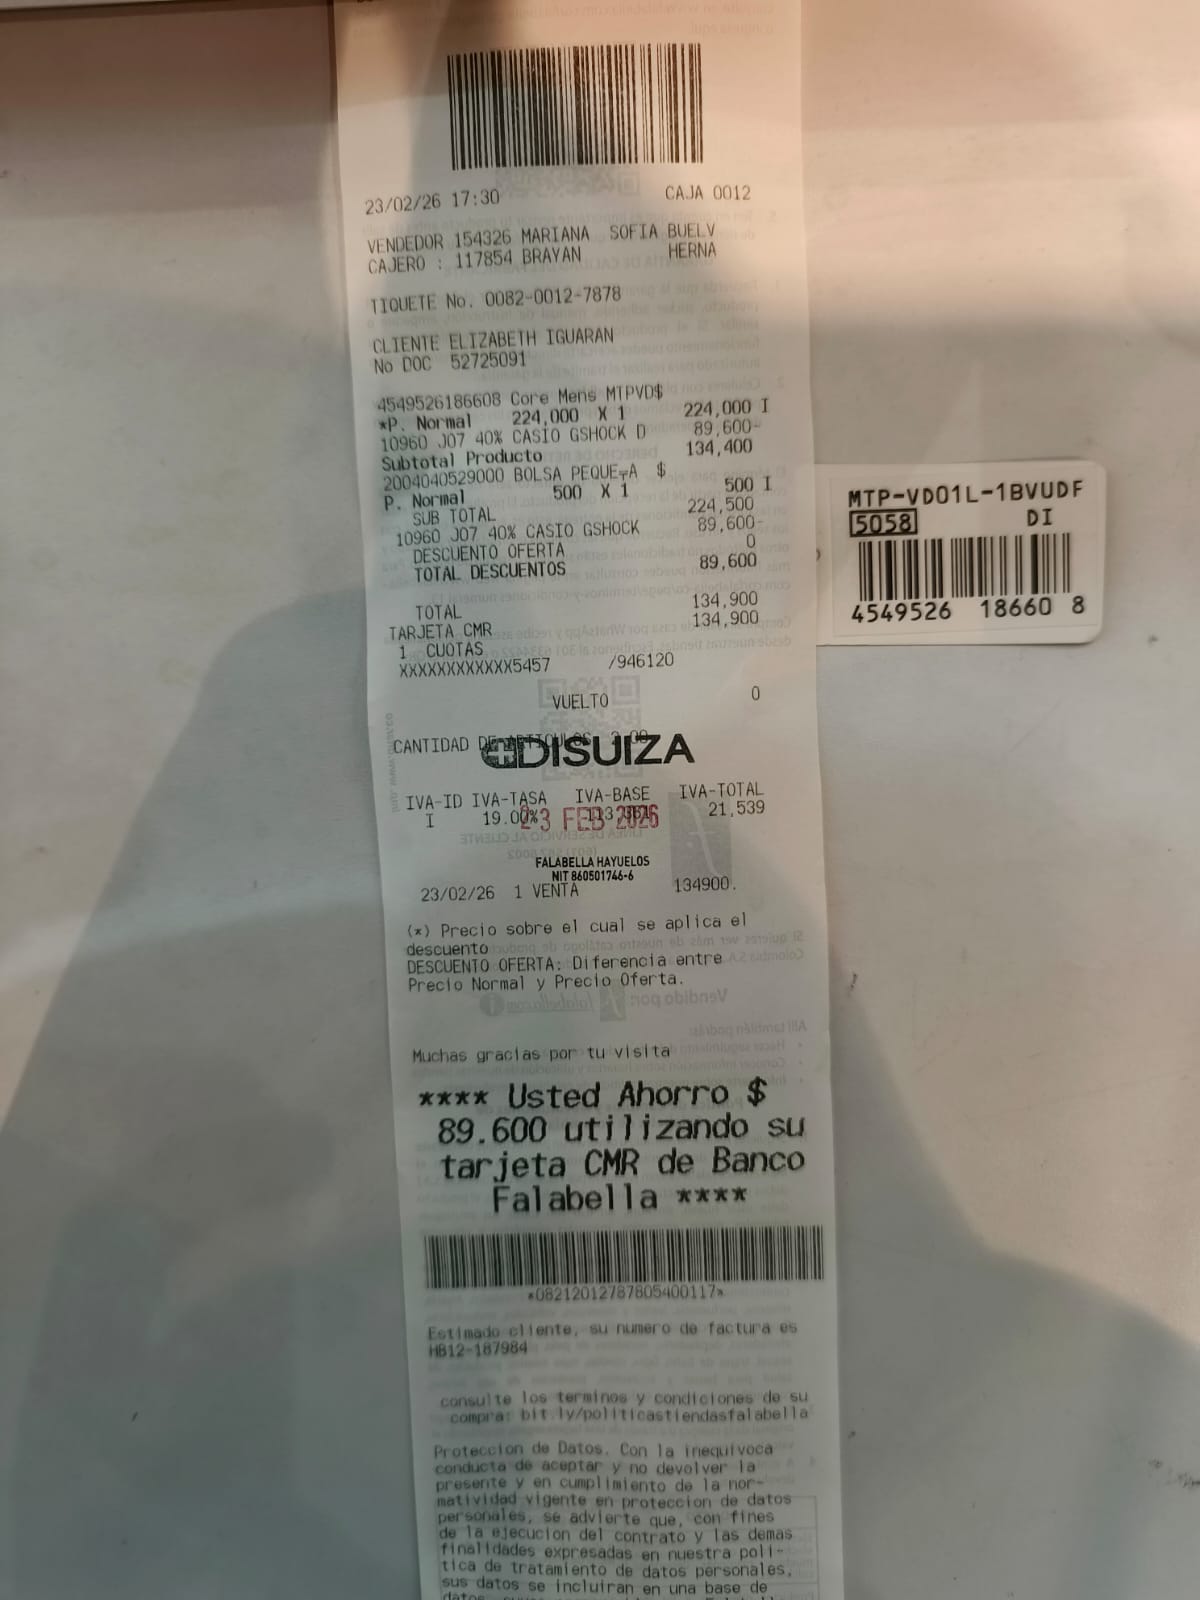 23/02/26 17:30 CAJA 0012
VENDEDOR 154326 MARIANA SOFIA BUELV
CAJERO : 117854 BRAYAN HERNA
TIQUETE No. 0082-0012-7878
CLIENTE ELIZABETH IGUARAN
No DOC 52725091
4549526186608 Core Mens MTPVD$
*P. Normal 224,000 X 1 224,000 I
10960 J07 40% CASIO GSHOCK D 89,600-
Subtotal Producto 134,400
2004040529000 BOLSA PEQUE¬A $
P. Normal 500 X 1 500 I
SUB TOTAL 224,500
10960 J07 40% CASIO GSHOCK 89,600-
DESCUENTO OFERTA 0
TOTAL DESCUENTOS 89,600
TOTAL 134,900
TARJETA CMR 134,900
1 CUOTAS
XXXXXXXXXXXX5457 /946120
VUELTO 0
CANTIDAD DE ARTICULOS
DISUIZA
IVA-ID IVA-TASA IVA-BASE IVA-TOTAL
I 19.00% 21,539
23 FEB 2026
FALABELLA HAYUELOS
NIT 860501746-6
23/02/26 1 VENTA 134900.
(*) Precio sobre el cual se aplica el
descuento
DESCUENTO OFERTA: Diferencia entre
Precio Normal y Precio Oferta.
Muchas gracias por tu visita
**** Usted Ahorro $
89.600 utilizando su
tarjeta CMR de Banco
Falabella ****
*08212012787805400117*
Estimado cliente, su numero de factura es
HB12-187984
consulte los terminos y condiciones de su
compra: bit.ly/politicastiendasfalabella
Proteccion de Datos. Con la inequivoca
conducta de aceptar y no devolver la
presente y en cumplimiento de la nor-
matividad vigente en proteccion de datos
personales, se advierte que, con fines
de la ejecucion del contrato y las demas
finalidades expresadas en nuestra poli-
tica de tratamiento de datos personales,
sus datos se incluiran en una base de
MTP-VD01L-1BVUDF
5058 DI
4549526 18660 8